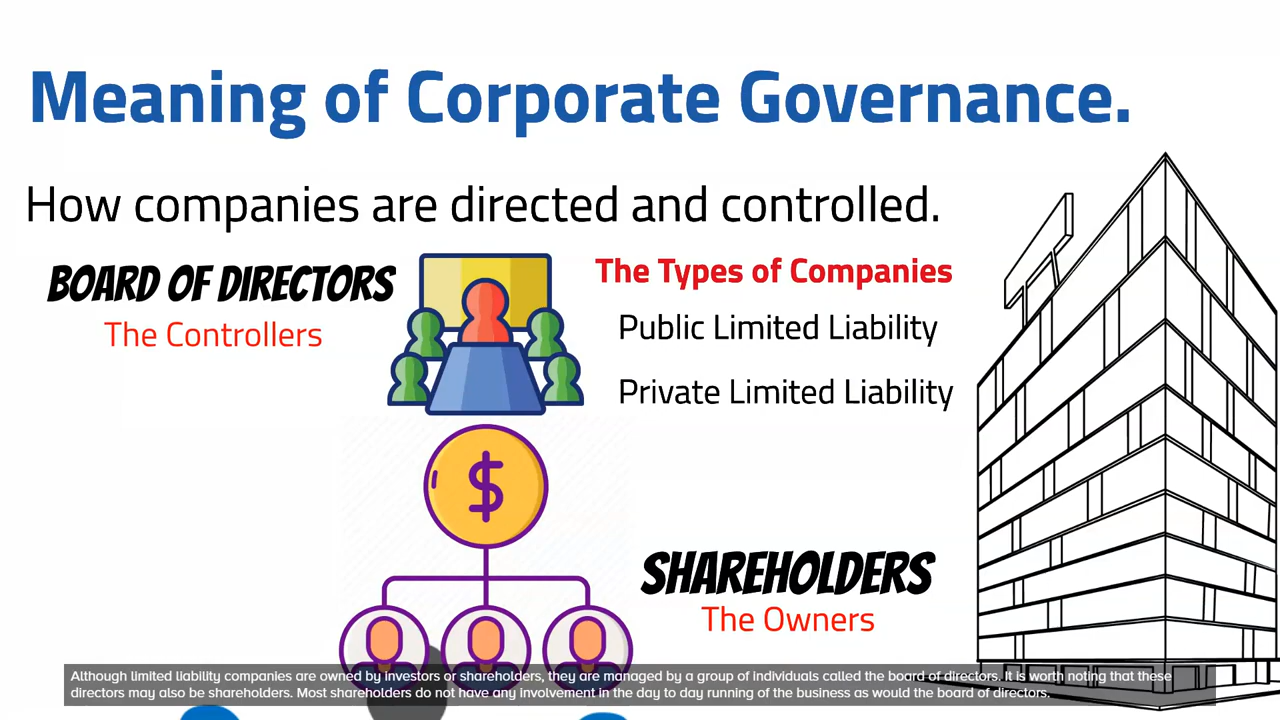 Meaning of Corporate Governance.
How companies are directed and controlled.
BOARD OF DIRECTORS
The Controllers
The Types of Companies
Public Limited Liability
Private Limited Liability
$
SHAREHOLDERS
The Owners
Although limited liability companies are owned by investors or shareholders, they are managed by a group of individuals called the board of directors. It is worth noting that these
directors may also be shareholders. Most shareholders do not have any involvement in the day to day running of the business as would the board of directors.